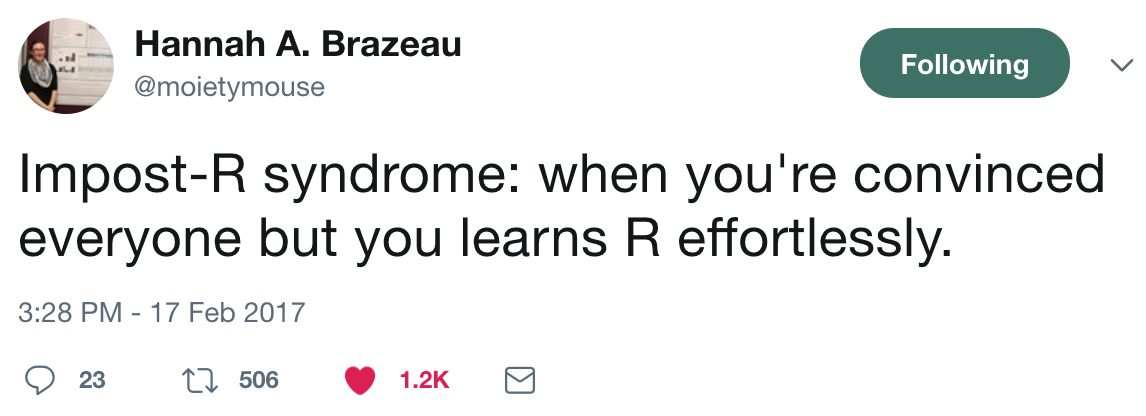 Hannah A. Brazeau
@moietymouse
Following
Impost-R syndrome: when you're convinced
everyone but you learns R effortlessly.
3:28 PM - 17 Feb 2017
23 506 1.2K